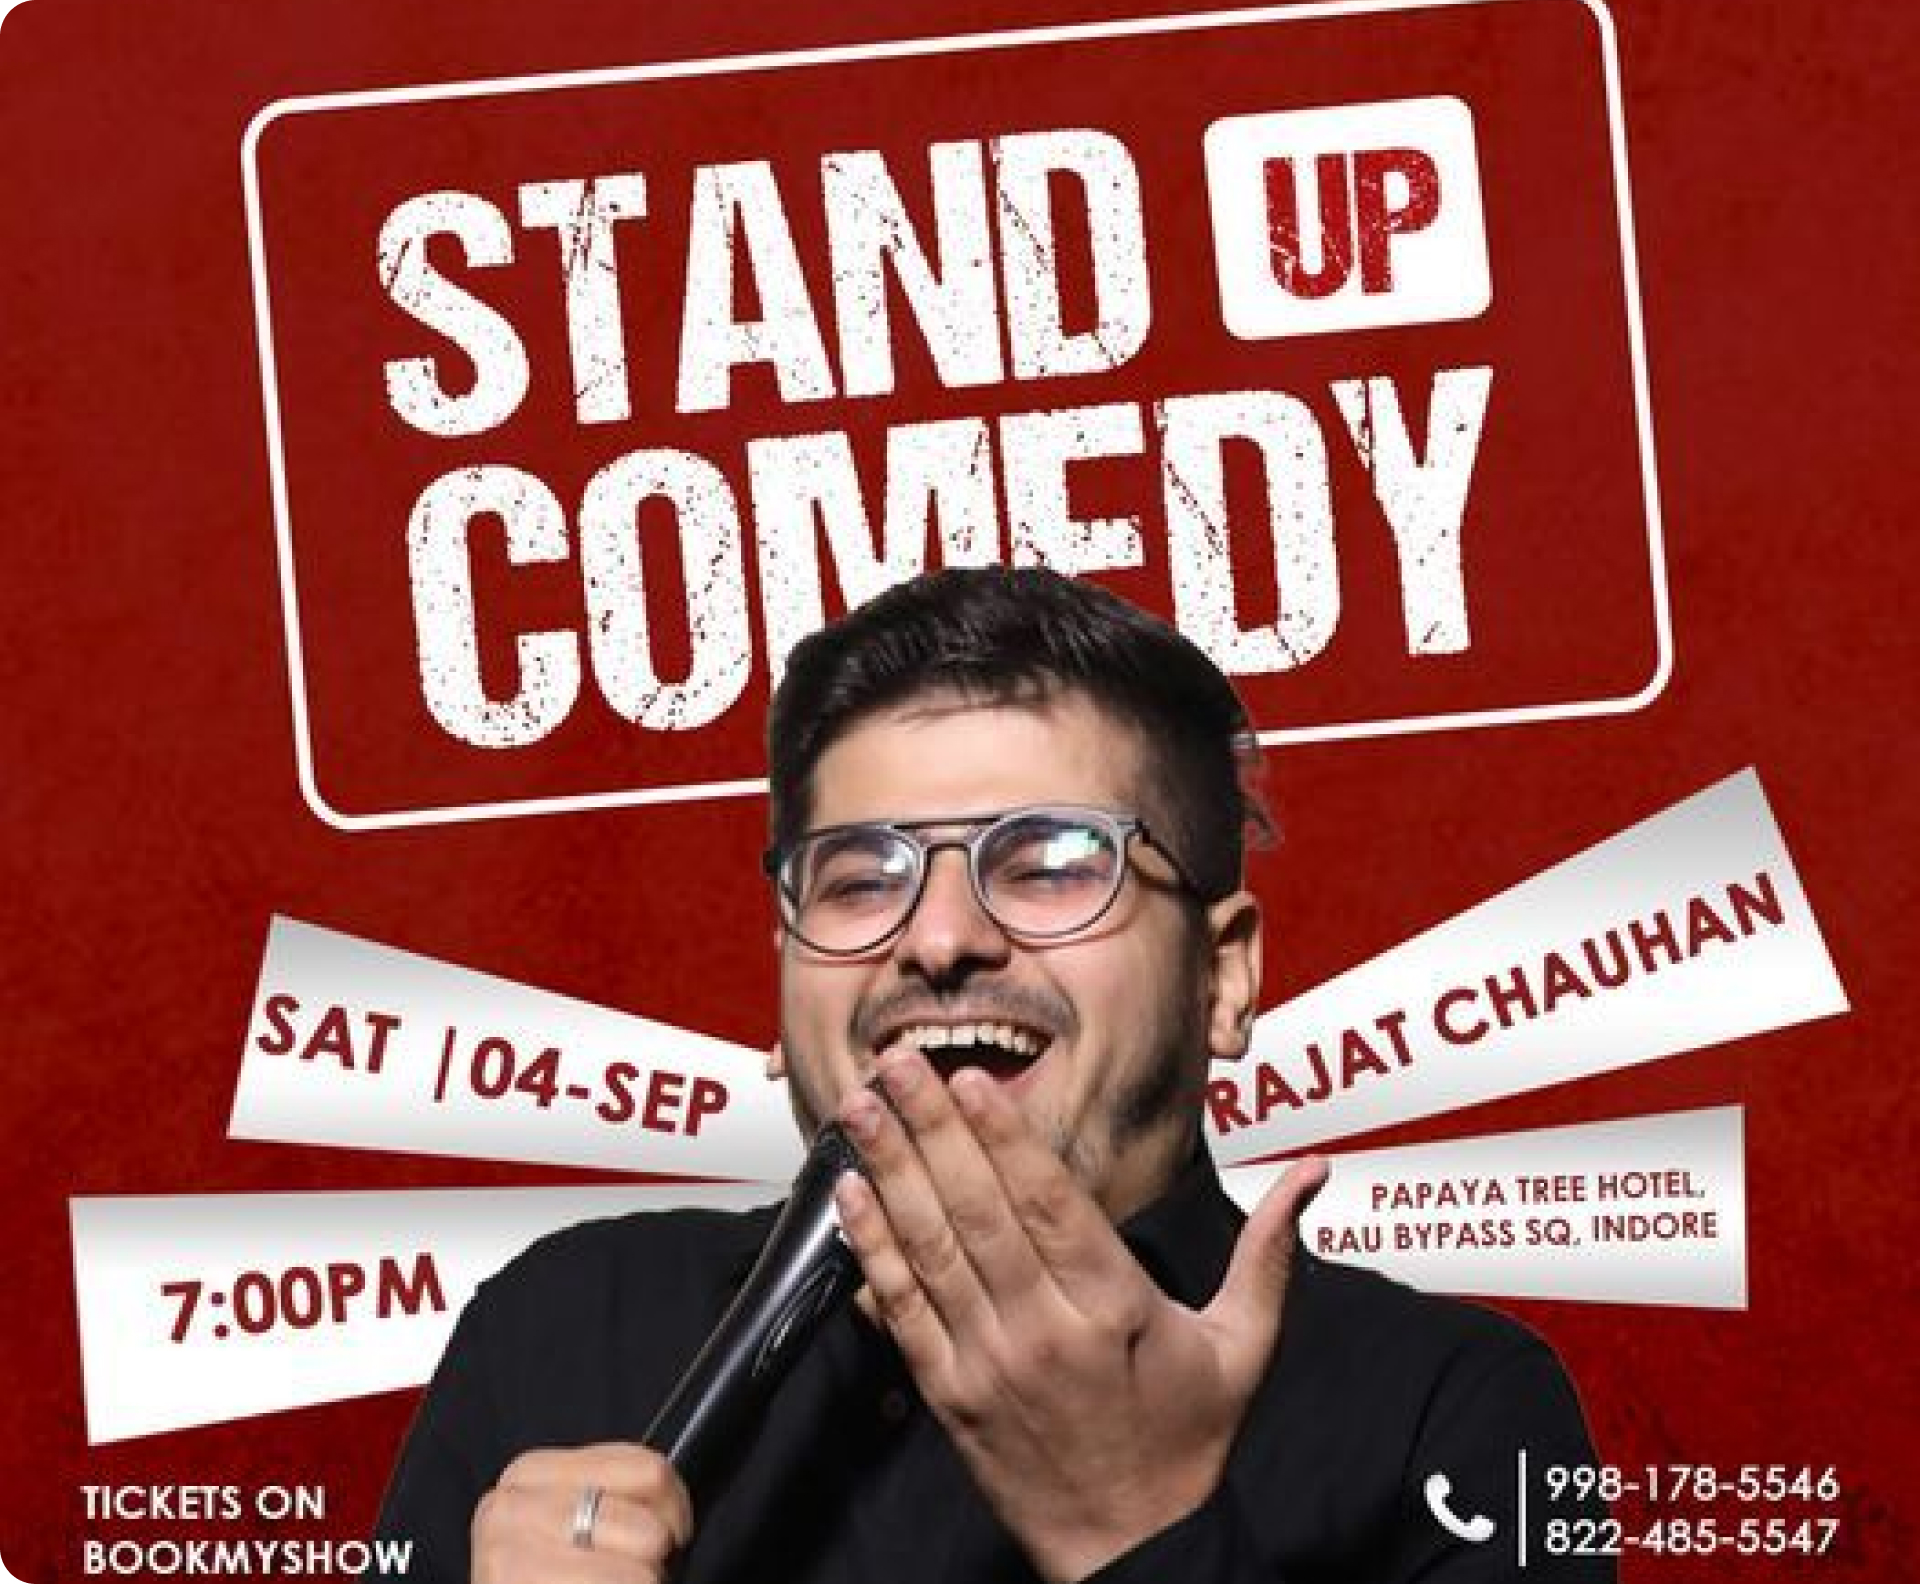 STAND UP
COMEDY
SAT | 04-SEP
RAJAT CHAUHAN
7:00PM
PAPAYA TREE HOTEL,
RAU BYPASS SQ, INDORE
TICKETS ON
BOOKMYSHOW
998-178-5546
822-485-5547